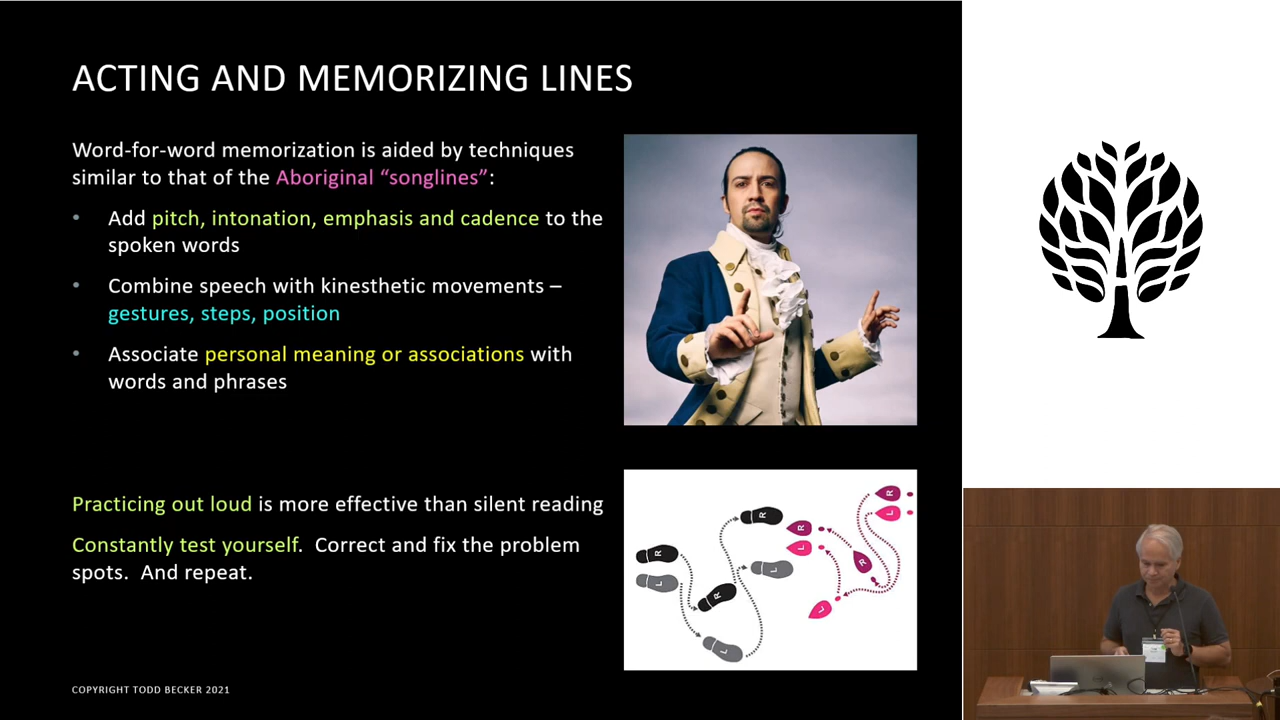 ACTING AND MEMORIZING LINES
Word-for-word memorization is aided by techniques
similar to that of the Aboriginal “songlines”:
• Add pitch, intonation, emphasis and cadence to the
spoken words
• Combine speech with kinesthetic movements –
gestures, steps, position
• Associate personal meaning or associations with
words and phrases
Practicing out loud is more effective than silent reading
Constantly test yourself.  Correct and fix the problem
spots.  And repeat.
R
L
R
L
R
L
R
L
R
L
R
L
COPYRIGHT TODD BECKER 2021